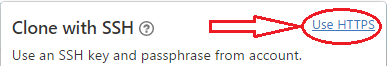 Clone with SSH ? Use HTTPS
Use an SSH key and passphrase from account.